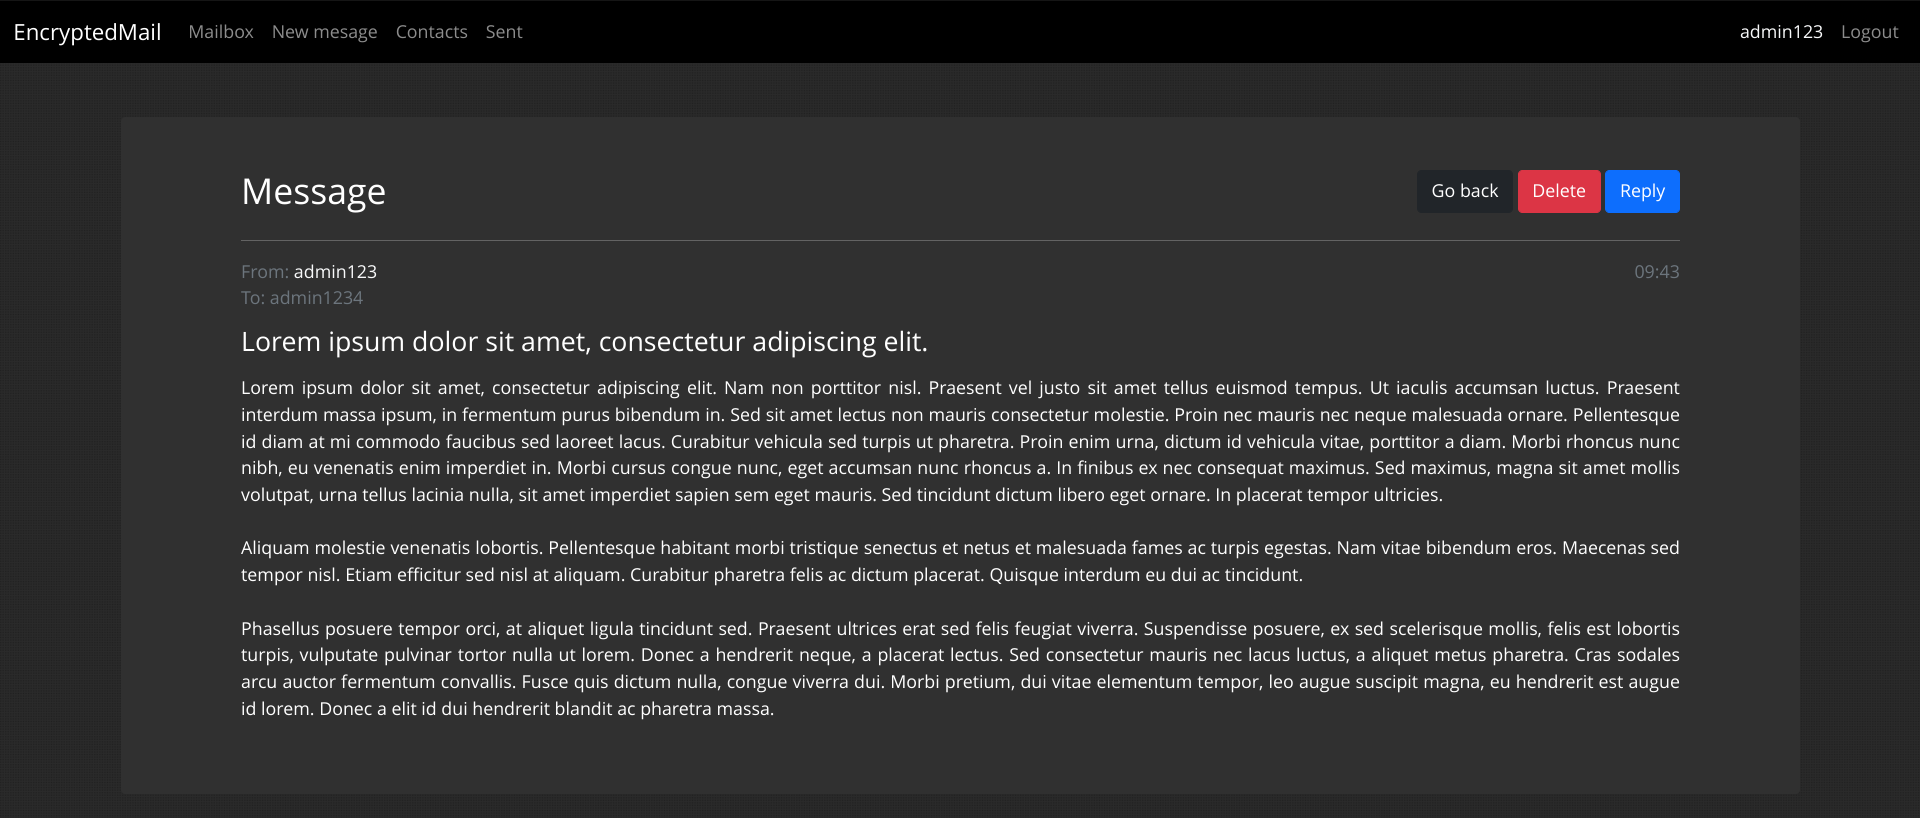 EncryptedMail Mailbox New mesage Contacts Sent admin123 Logout
Message Go back Delete Reply
From: admin123 09:43
To: admin1234
Lorem ipsum dolor sit amet, consectetur adipiscing elit.
Lorem ipsum dolor sit amet, consectetur adipiscing elit. Nam non porttitor nisl. Praesent vel justo sit amet tellus euismod tempus. Ut iaculis accumsan luctus. Praesent
interdum massa ipsum, in fermentum purus bibendum in. Sed sit amet lectus non mauris consectetur molestie. Proin nec mauris nec neque malesuada ornare. Pellentesque
id diam at mi commodo faucibus sed laoreet lacus. Curabitur vehicula sed turpis ut pharetra. Proin enim urna, dictum id vehicula vitae, porttitor a diam. Morbi rhoncus nunc
nibh, eu venenatis enim imperdiet in. Morbi cursus congue nunc, eget accumsan nunc rhoncus a. In finibus ex nec consequat maximus. Sed maximus, magna sit amet mollis
volutpat, urna tellus lacinia nulla, sit amet imperdiet sapien sem eget mauris. Sed tincidunt dictum libero eget ornare. In placerat tempor ultricies.
Aliquam molestie venenatis lobortis. Pellentesque habitant morbi tristique senectus et netus et malesuada fames ac turpis egestas. Nam vitae bibendum eros. Maecenas sed
tempor nisl. Etiam efficitur sed nisl at aliquam. Curabitur pharetra felis ac dictum placerat. Quisque interdum eu dui ac tincidunt.
Phasellus posuere tempor orci, at aliquet ligula tincidunt sed. Praesent ultrices erat sed felis feugiat viverra. Suspendisse posuere, ex sed scelerisque mollis, felis est lobortis
turpis, vulputate pulvinar tortor nulla ut lorem. Donec a hendrerit neque, a placerat lectus. Sed consectetur mauris nec lacus luctus, a aliquet metus pharetra. Cras sodales
arcu auctor fermentum convallis. Fusce quis dictum nulla, congue viverra dui. Morbi pretium, dui vitae elementum tempor, leo augue suscipit magna, eu hendrerit est augue
id lorem. Donec a elit id dui hendrerit blandit ac pharetra massa.